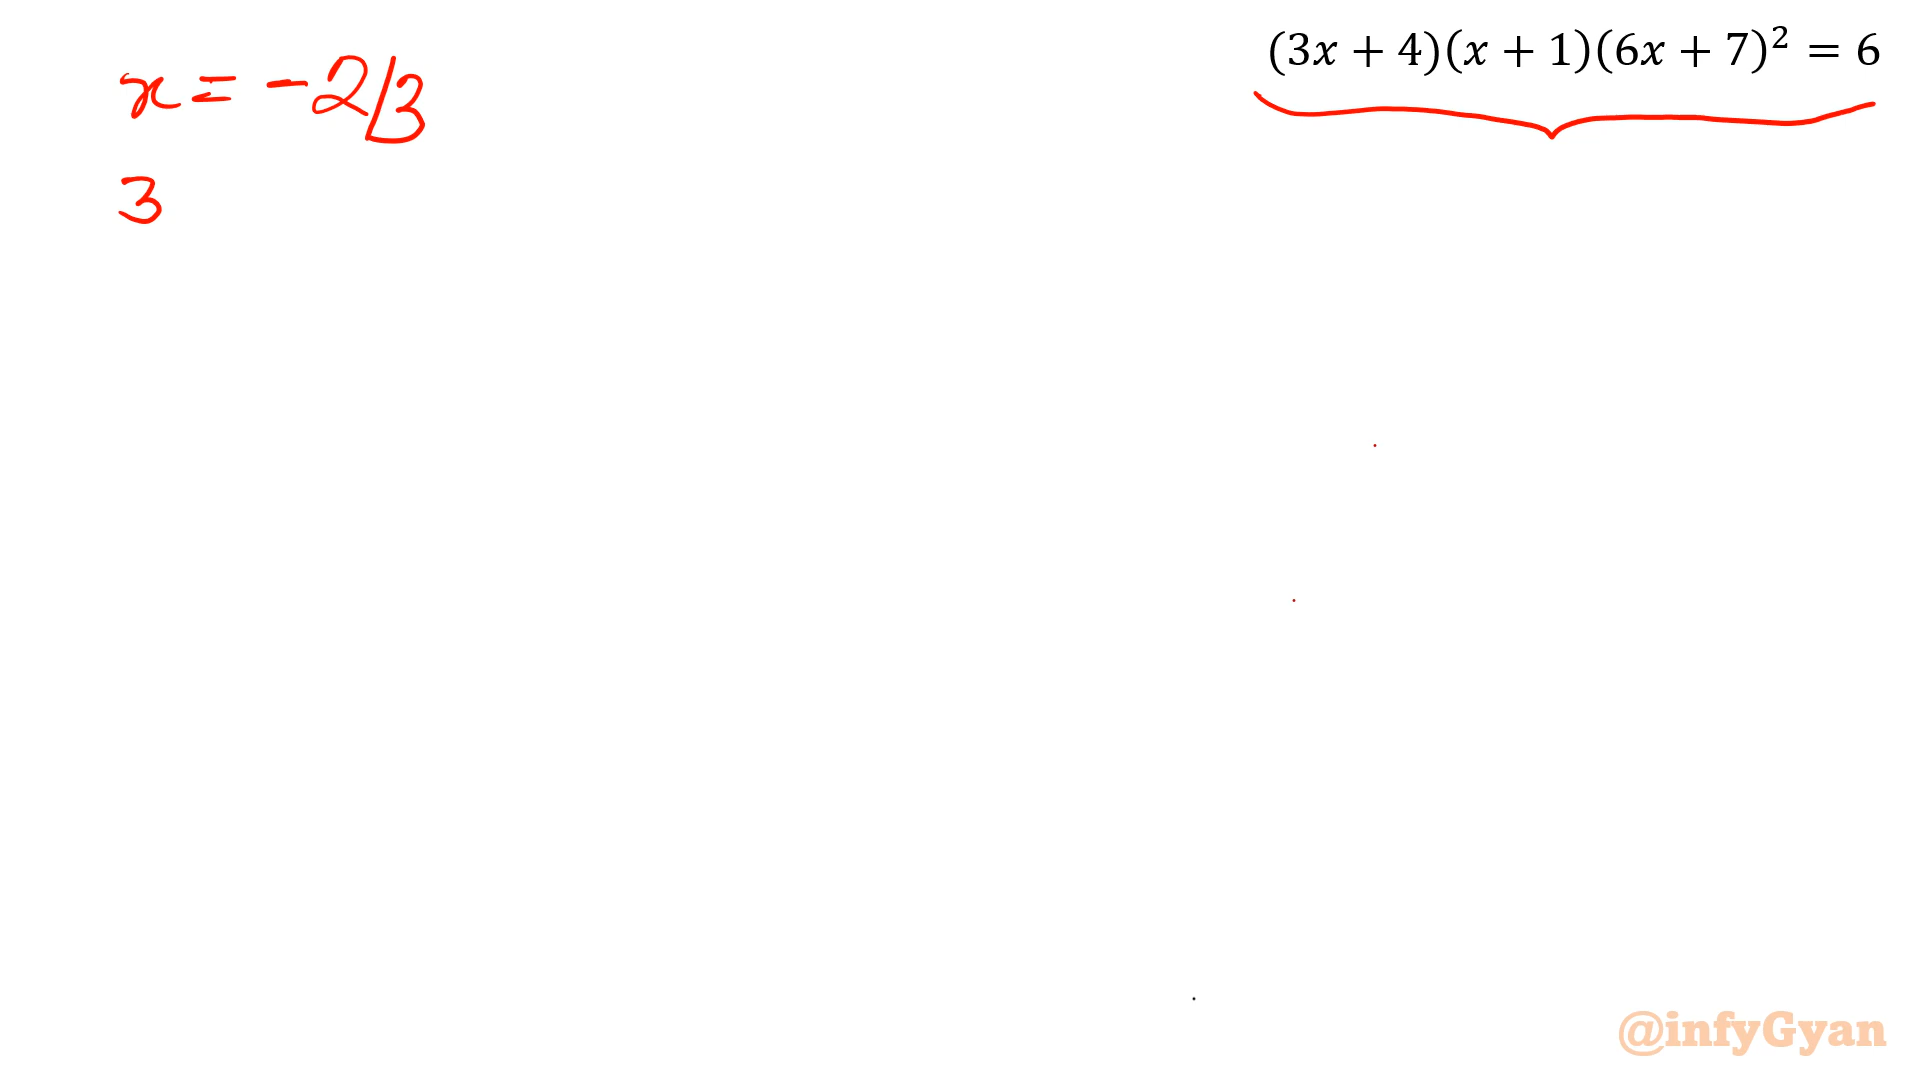 (3x + 4)(x + 1)(6x + 7)² = 6
x = -2/3
3
@infyGyan